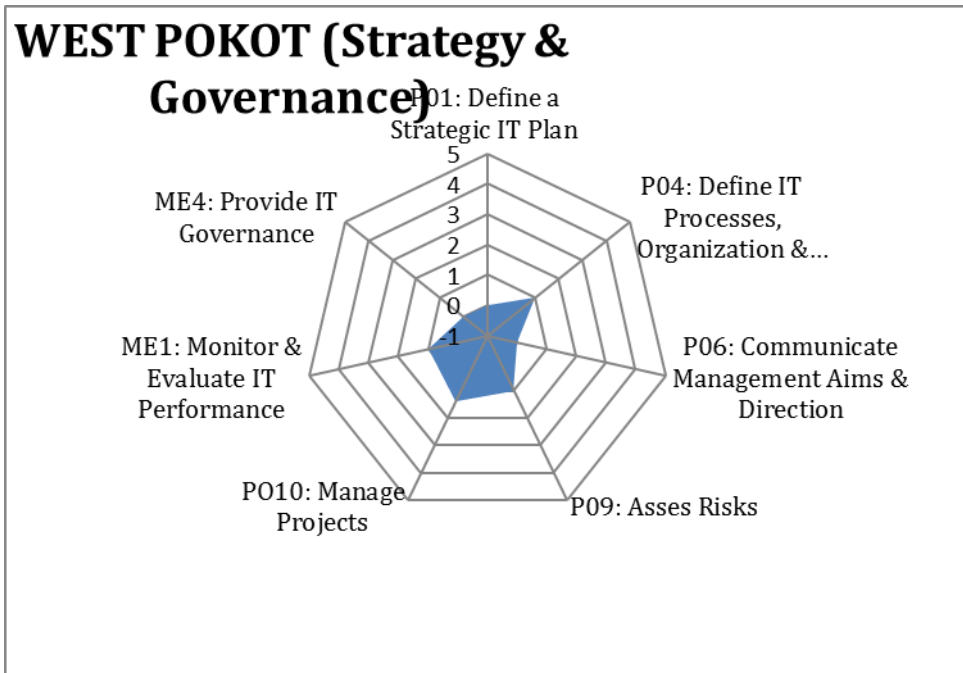 WEST POKOT (Strategy &
Governance)
P01: Define a
Strategic IT Plan
5
4
3
2
1
0
-1
P04: Define IT
Processes,
Organization &...
P06: Communicate
Management Aims &
Direction
P09: Asses Risks
PO10: Manage
Projects
ME1: Monitor &
Evaluate IT
Performance
ME4: Provide IT
Governance